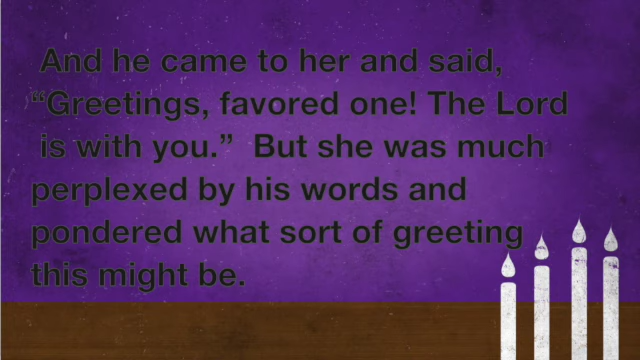 And he came to her and said,
“Greetings, favored one! The Lord
is with you.” But she was much
perplexed by his words and
pondered what sort of greeting
this might be.